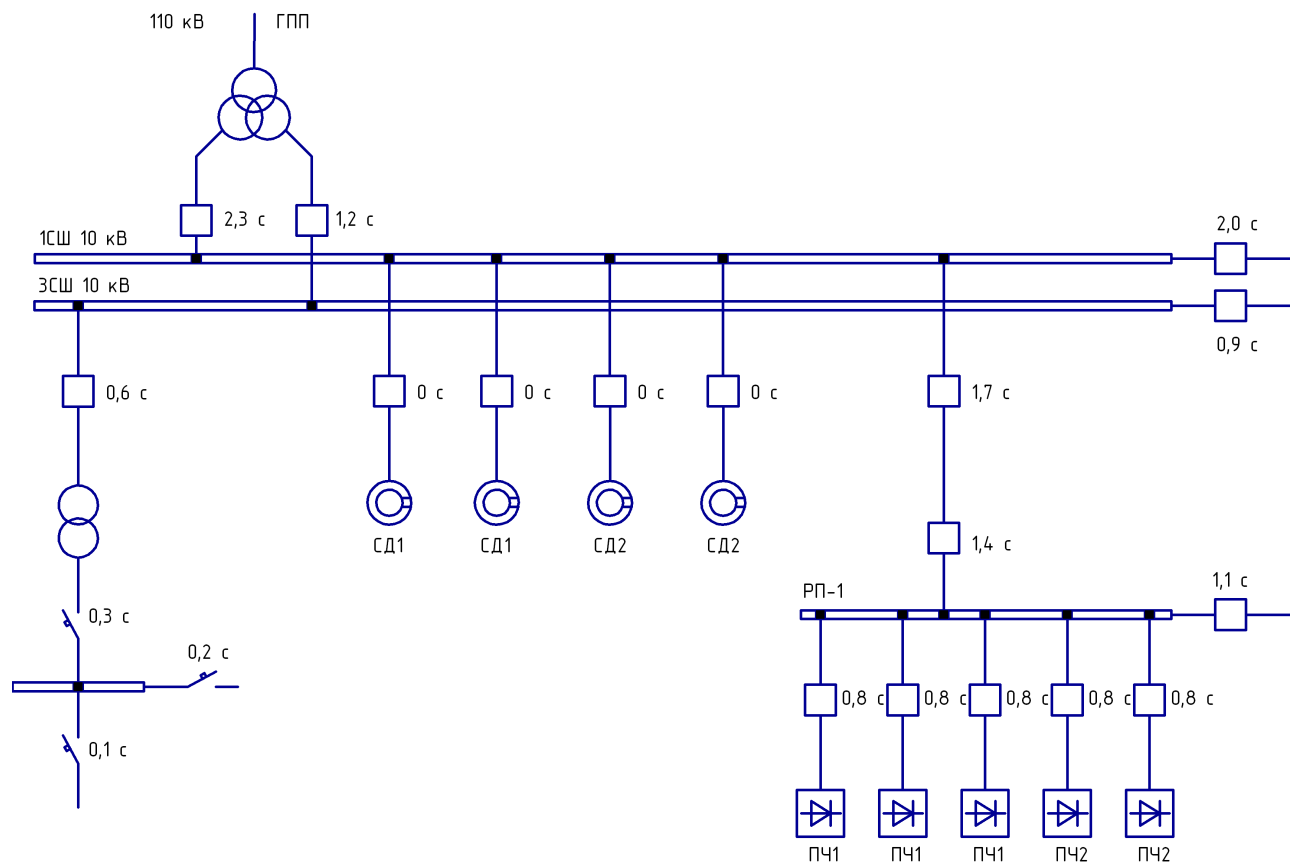 110 кВ ГПП
2,3 с 1,2 с
2,0 с
1СШ 10 кВ
3СШ 10 кВ
0,9 с
0,6 с 0 с 0 с 0 с 0 с 1,7 с
СД1 СД1 СД2 СД2 1,4 с
РП-1 1,1 с
0,3 с
0,2 с
0,8 с 0,8 с 0,8 с 0,8 с 0,8 с
0,1 с
ПЧ1 ПЧ1 ПЧ1 ПЧ2 ПЧ2